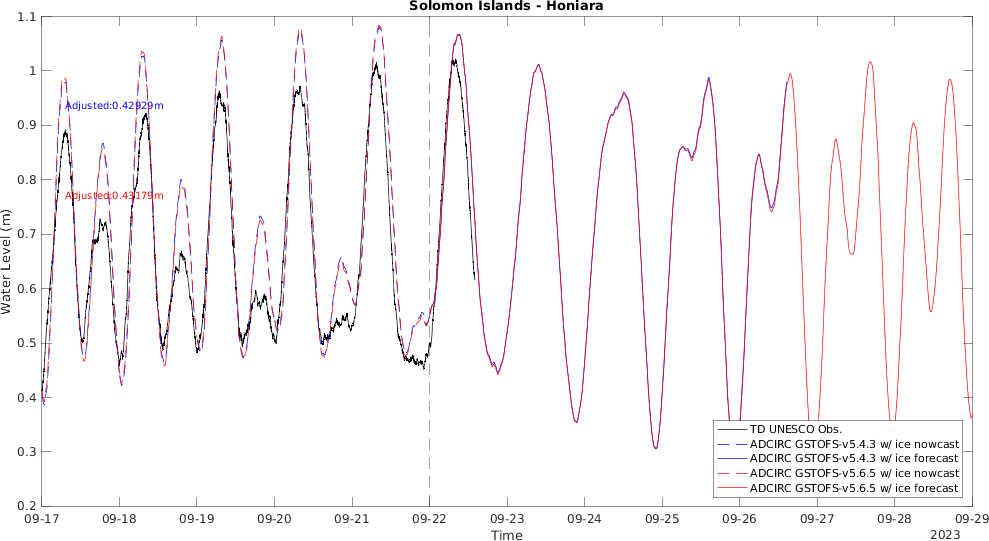 Solomon Islands - Honiara
Water Level (m)
1.1
1
0.9
0.8
0.7
0.6
0.5
0.4
0.3
0.2
Adjusted:0.42929m
Adjusted:0.43179m
TD UNESCO Obs.
ADCIRC GSTOFS-v5.4.3 w/ ice nowcast
ADCIRC GSTOFS-v5.4.3 w/ ice forecast
ADCIRC GSTOFS-v5.6.5 w/ ice nowcast
ADCIRC GSTOFS-v5.6.5 w/ ice forecast
09-17 09-18 09-19 09-20 09-21 09-22 09-23 09-24 09-25 09-26 09-27 09-28 09-29
Time
2023